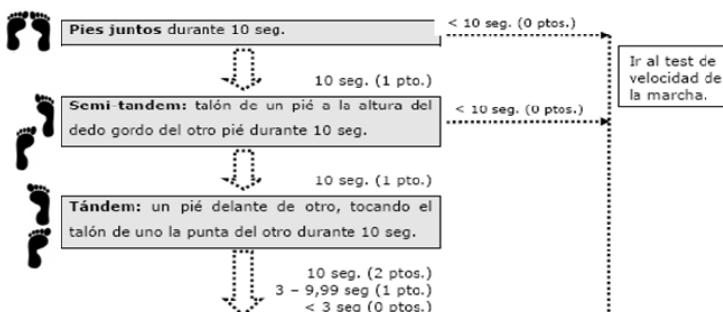 Pies juntos durante 10 seg.
< 10 seg. (0 ptos.)
10 seg. (1 pto.)
Ir al test de
velocidad de
la marcha.
Semi-tandem: talón de un pié a la altura del
dedo gordo del otro pié durante 10 seg.
< 10 seg. (0 ptos.)
10 seg. (1 pto.)
Tándem: un pié delante de otro, tocando el
talón de uno la punta del otro durante 10 seg.
10 seg. (2 ptos.)
3 – 9,99 seg (1 pto.)
< 3 seg (0 ptos.)